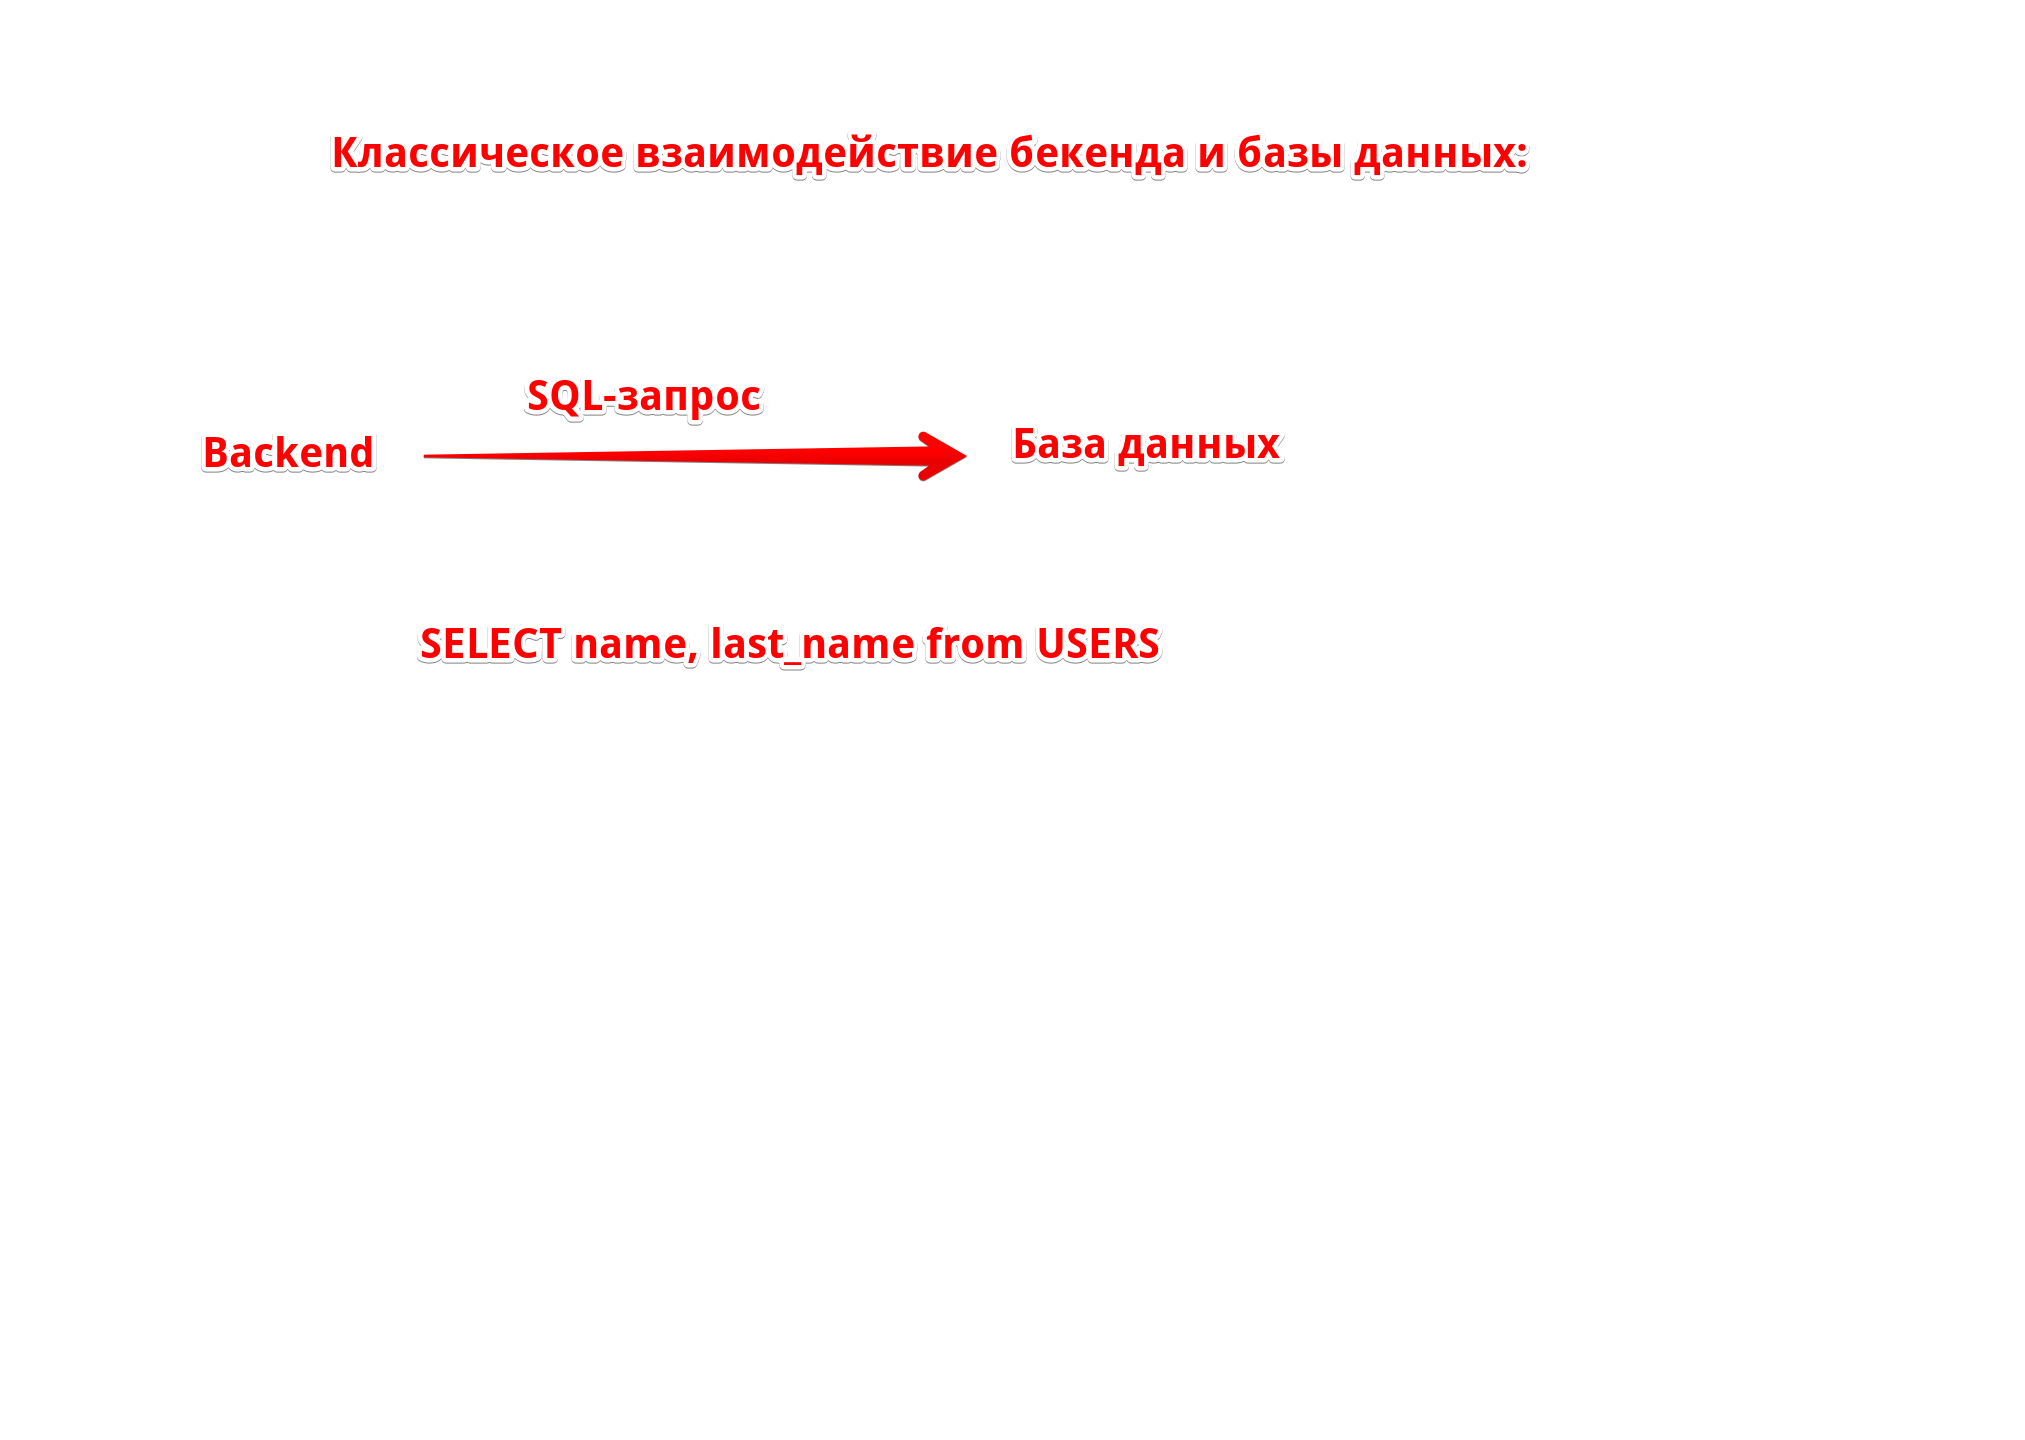 Классическое взаимодействие бекенда и базы данных:
SQL-запрос
Backend
База данных
SELECT name, last_name from USERS